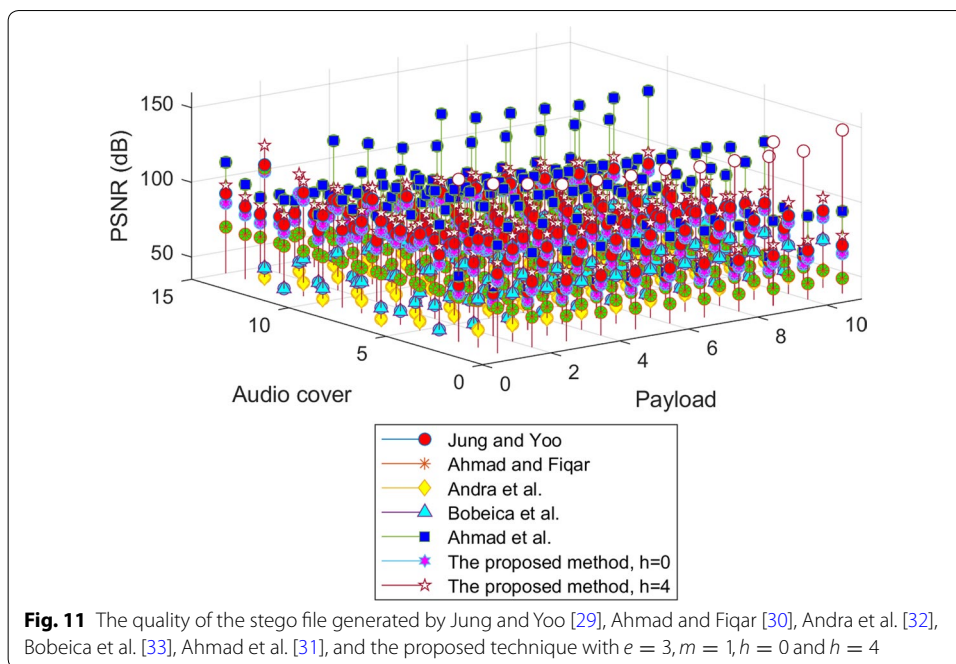 150
100
50
PSNR (dB)
15
10
5
0
Audio cover
0
2
4
6
8
10
Payload
Jung and Yoo
Ahmad and Fiqar
Andra et al.
Bobeica et al.
Ahmad et al.
The proposed method, h=0
The proposed method, h=4
Fig. 11 The quality of the stego file generated by Jung and Yoo [29], Ahmad and Fiqar [30], Andra et al. [32],
Bobeica et al. [33], Ahmad et al. [31], and the proposed technique with e = 3, m = 1, h = 0 and h = 4